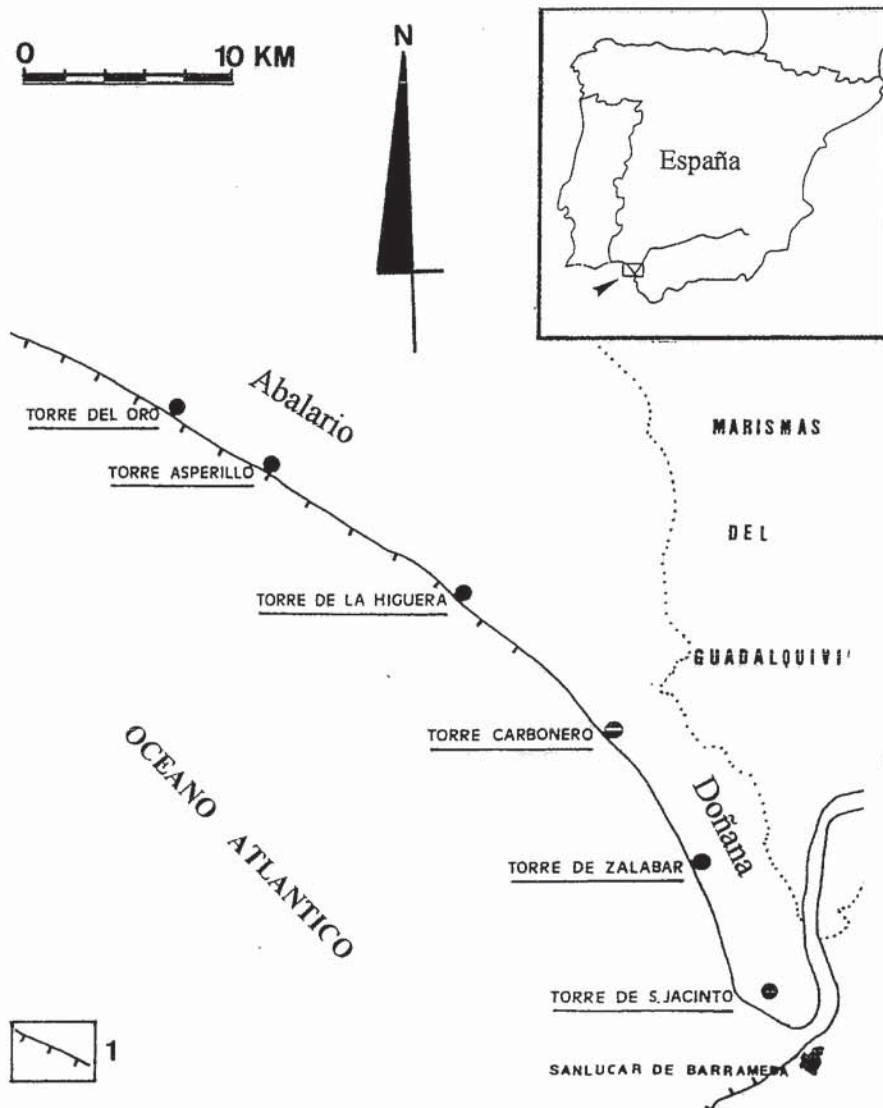 0 10 KM
N
España
Abalario
TORRE DEL ORO
MARISMAS
TORRE ASPERILLO
DEL
TORRE DE LA HIGUERA
GUADALQUIVI
TORRE CARBONERO
OCEANO ATLANTICO
Doñana
TORRE DE ZALABAR
TORRE DE S. JACINTO
1
SANLUCAR DE BARRAMEDA